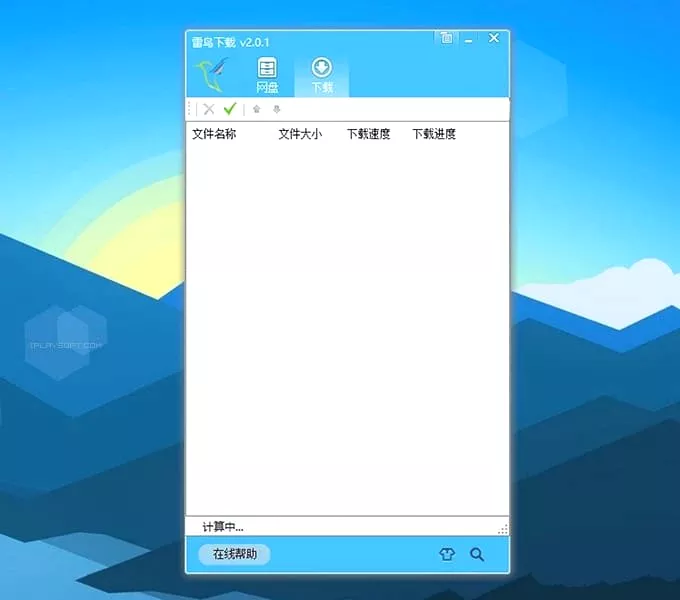 雷鸟下载 v2.0.1
网盘
下载
文件名称 文件大小 下载速度 下载进度
IPLAYSOFT.COM
计算中...
在线帮助